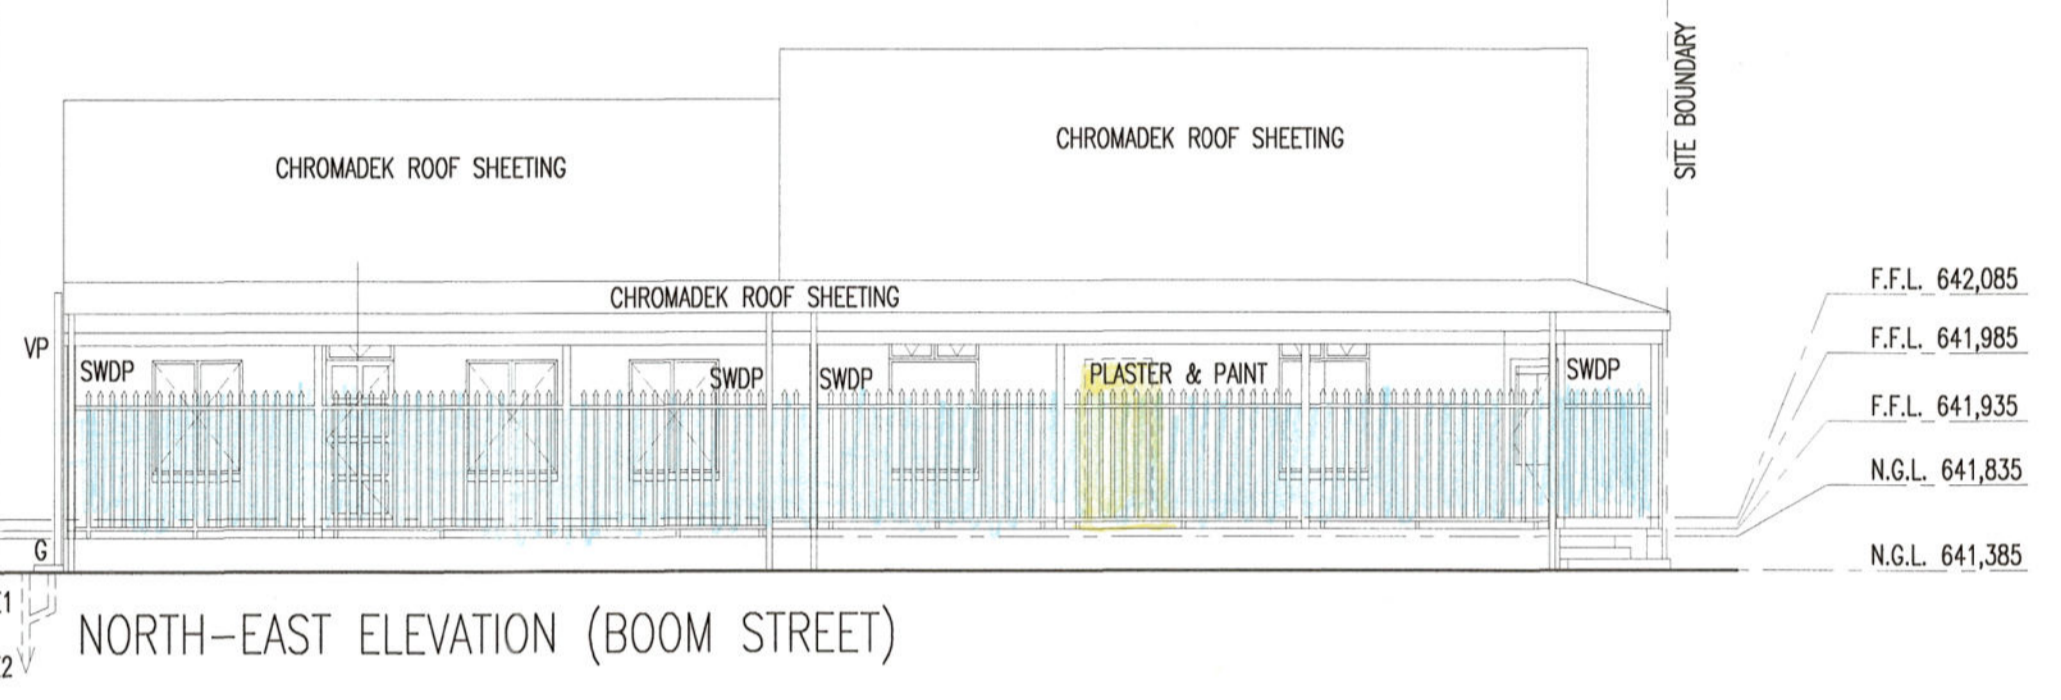 CHROMADEK ROOF SHEETING
CHROMADEK ROOF SHEETING
SITE BOUNDARY
CHROMADEK ROOF SHEETING
F.F.L. 642,085
F.F.L. 641,985
F.F.L. 641,935
N.G.L. 641,835
N.G.L. 641,385
VP
SWDP
SWDP
SWDP
PLASTER & PAINT
SWDP
G
NORTH-EAST ELEVATION (BOOM STREET)